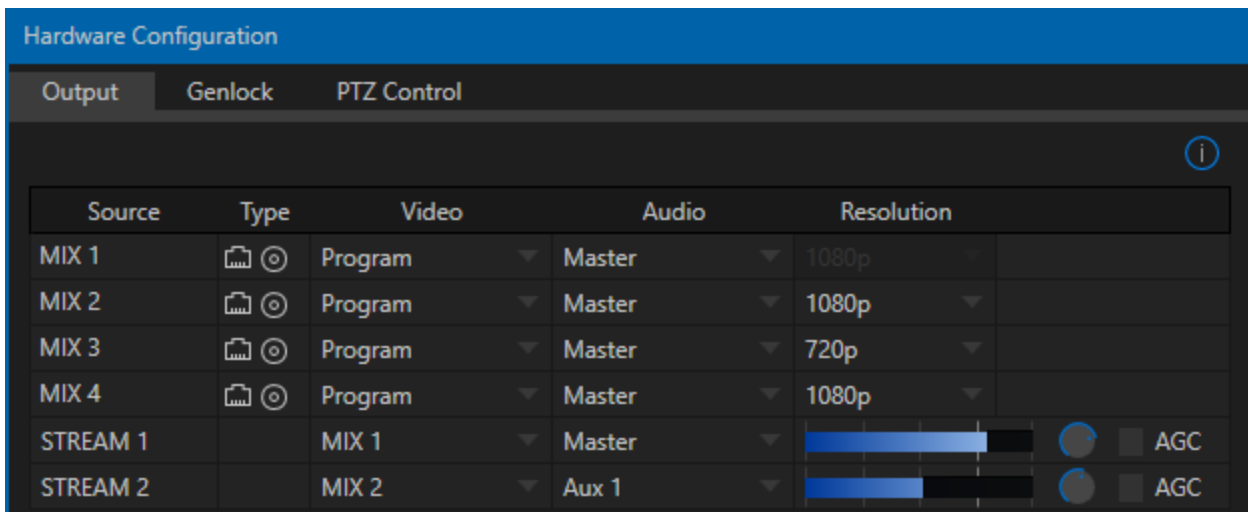 Hardware Configuration
Output Genlock PTZ Control
Source Type Video Audio Resolution
MIX 1 Program Master 1080p
MIX 2 Program Master 1080p
MIX 3 Program Master 720p
MIX 4 Program Master 1080p
STREAM 1 MIX 1 Master AGC
STREAM 2 MIX 2 Aux 1 AGC